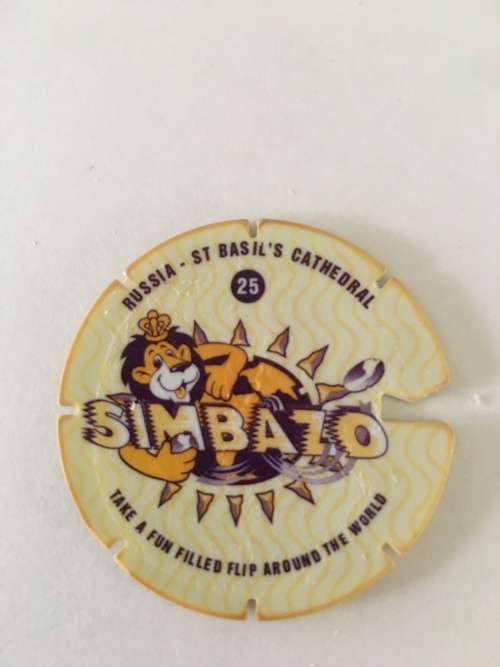 RUSSIA - ST BASIL'S CATHEDRAL
25
SIMBAZO
TAKE A FUN FILLED FLIP AROUND THE WORLD